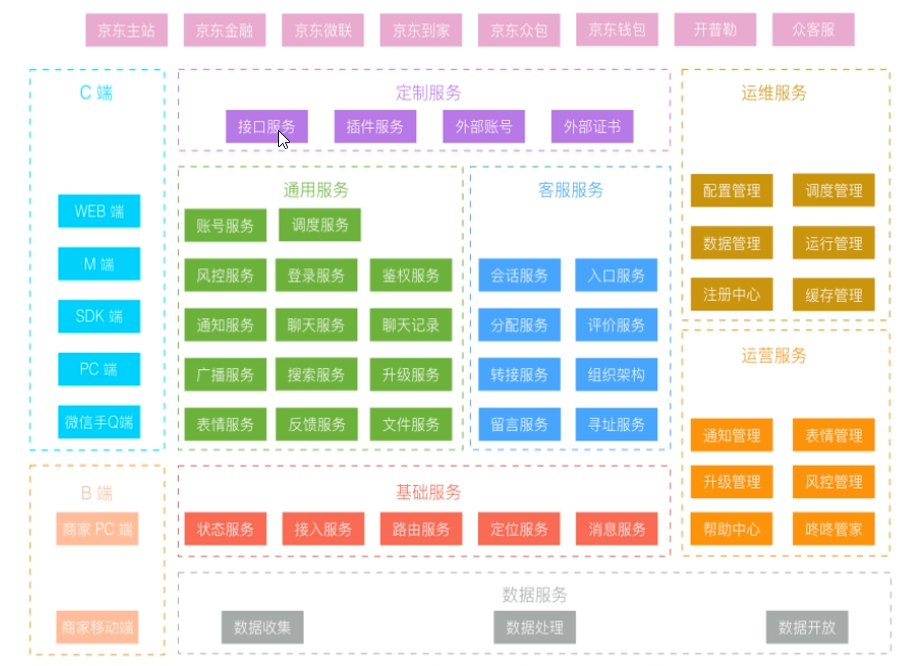 京东主站 京东金融 京东微联 京东到家 京东众包 京东钱包 开普勒 众客服
C 端
WEB 端
M 端
SDK 端
PC 端
微信手Q端
B 端
商家 PC 端
商家移动端
定制服务
接口服务 插件服务 外部账号 外部证书
通用服务
账号服务 调度服务
风控服务 登录服务 鉴权服务
通知服务 聊天服务 聊天记录
广播服务 搜索服务 升级服务
表情服务 反馈服务 文件服务
客服服务
会话服务 入口服务
分配服务 评价服务
转接服务 组织架构
留言服务 寻址服务
基础服务
状态服务 接入服务 路由服务 定位服务 消息服务
运维服务
配置管理 调度管理
数据管理 运行管理
注册中心 缓存管理
运营服务
通知管理 表情管理
升级管理 风控管理
帮助中心 咚咚管家
数据服务
数据收集 数据处理 数据开放